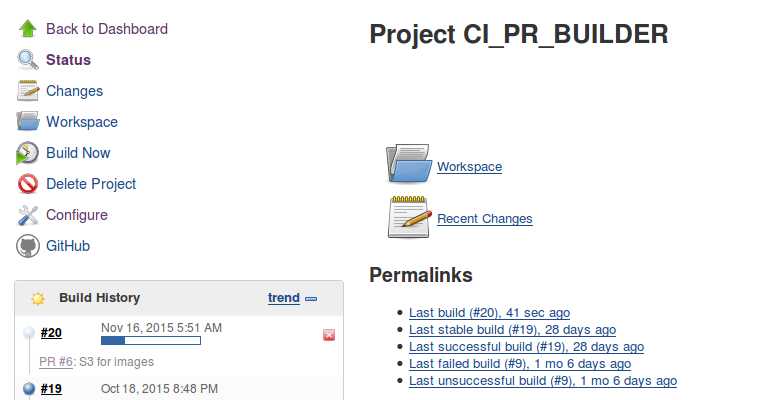 Back to Dashboard
Status
Changes
Workspace
Build Now
Delete Project
Configure
GitHub
Build History trend
#20 Nov 16, 2015 5:51 AM
PR #6: S3 for images
#19 Oct 18, 2015 8:48 PM
Project CI_PR_BUILDER
Workspace
Recent Changes
Permalinks
Last build (#20), 41 sec ago
Last stable build (#19), 28 days ago
Last successful build (#19), 28 days ago
Last failed build (#9), 1 mo 6 days ago
Last unsuccessful build (#9), 1 mo 6 days ago